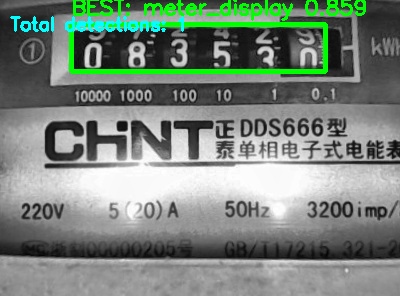 BEST: meter_display 0.859
Total detections: 1
① 0 8 3 5 3 0 kWh
10000 1000 100 10 1 0.1
CHNT 正泰 DDS666型
单相电子式电能表
220V 5(20)A 50Hz 3200imp/
00000205号 GB/T17215.321-2